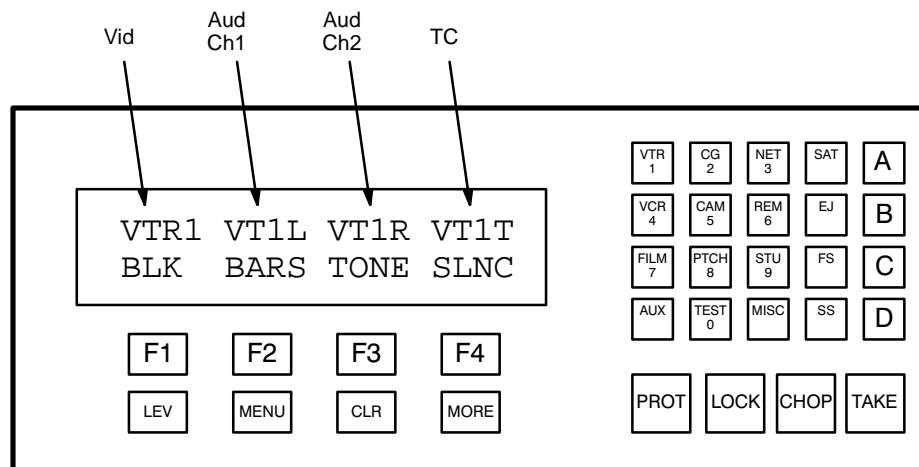 Vid
Aud
Ch1
Aud
Ch2
TC
VTR1 VT1L VT1R VT1T
BLK BARS TONE SLNC
F1 F2 F3 F4
LEV MENU CLR MORE
VTR
1
CG
2
NET
3
SAT
A
VCR
4
CAM
5
REM
6
EJ
B
FILM
7
PTCH
8
STU
9
FS
C
AUX
TEST
0
MISC
SS
D
PROT LOCK CHOP TAKE